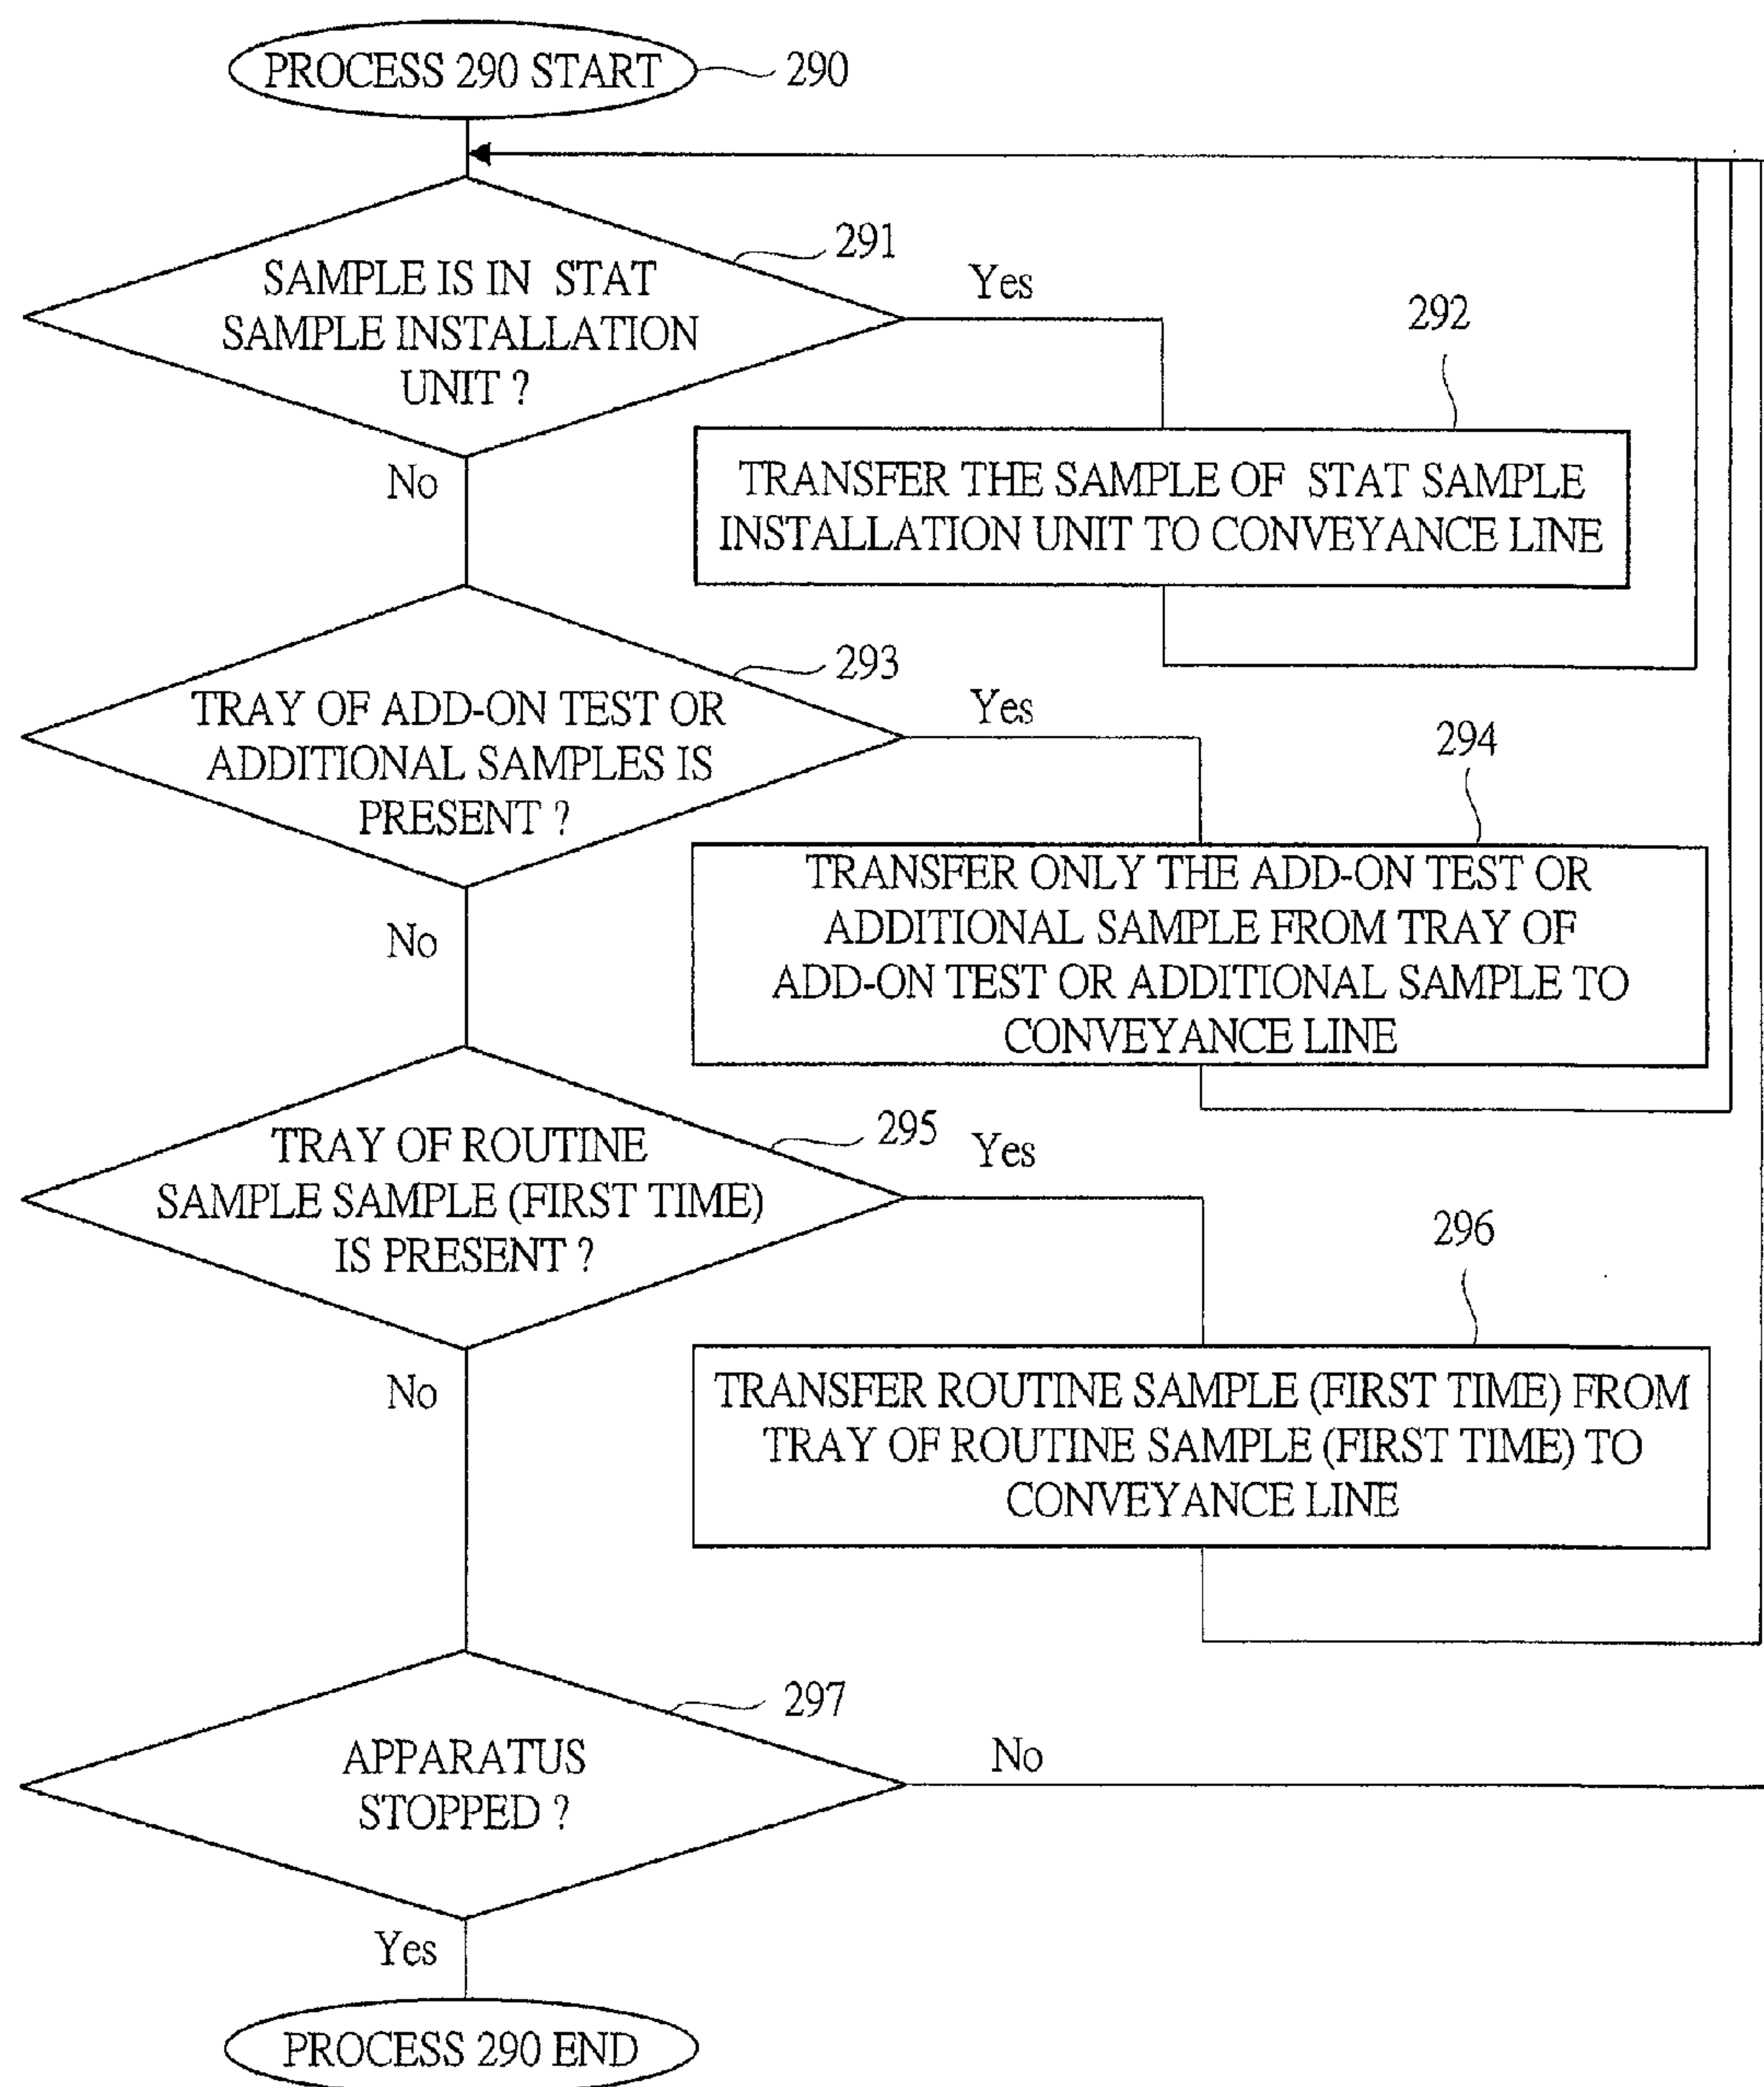 PROCESS 290 START
290
291
SAMPLE IS IN STAT
SAMPLE INSTALLATION
UNIT ?
Yes
No
292
TRANSFER THE SAMPLE OF STAT SAMPLE
INSTALLATION UNIT TO CONVEYANCE LINE
293
TRAY OF ADD-ON TEST OR
ADDITIONAL SAMPLES IS
PRESENT ?
Yes
No
294
TRANSFER ONLY THE ADD-ON TEST OR
ADDITIONAL SAMPLE FROM TRAY OF
ADD-ON TEST OR ADDITIONAL SAMPLE TO
CONVEYANCE LINE
295
TRAY OF ROUTINE
SAMPLE SAMPLE (FIRST TIME)
IS PRESENT ?
Yes
No
296
TRANSFER ROUTINE SAMPLE (FIRST TIME) FROM
TRAY OF ROUTINE SAMPLE (FIRST TIME) TO
CONVEYANCE LINE
297
APPARATUS
STOPPED ?
No
Yes
PROCESS 290 END